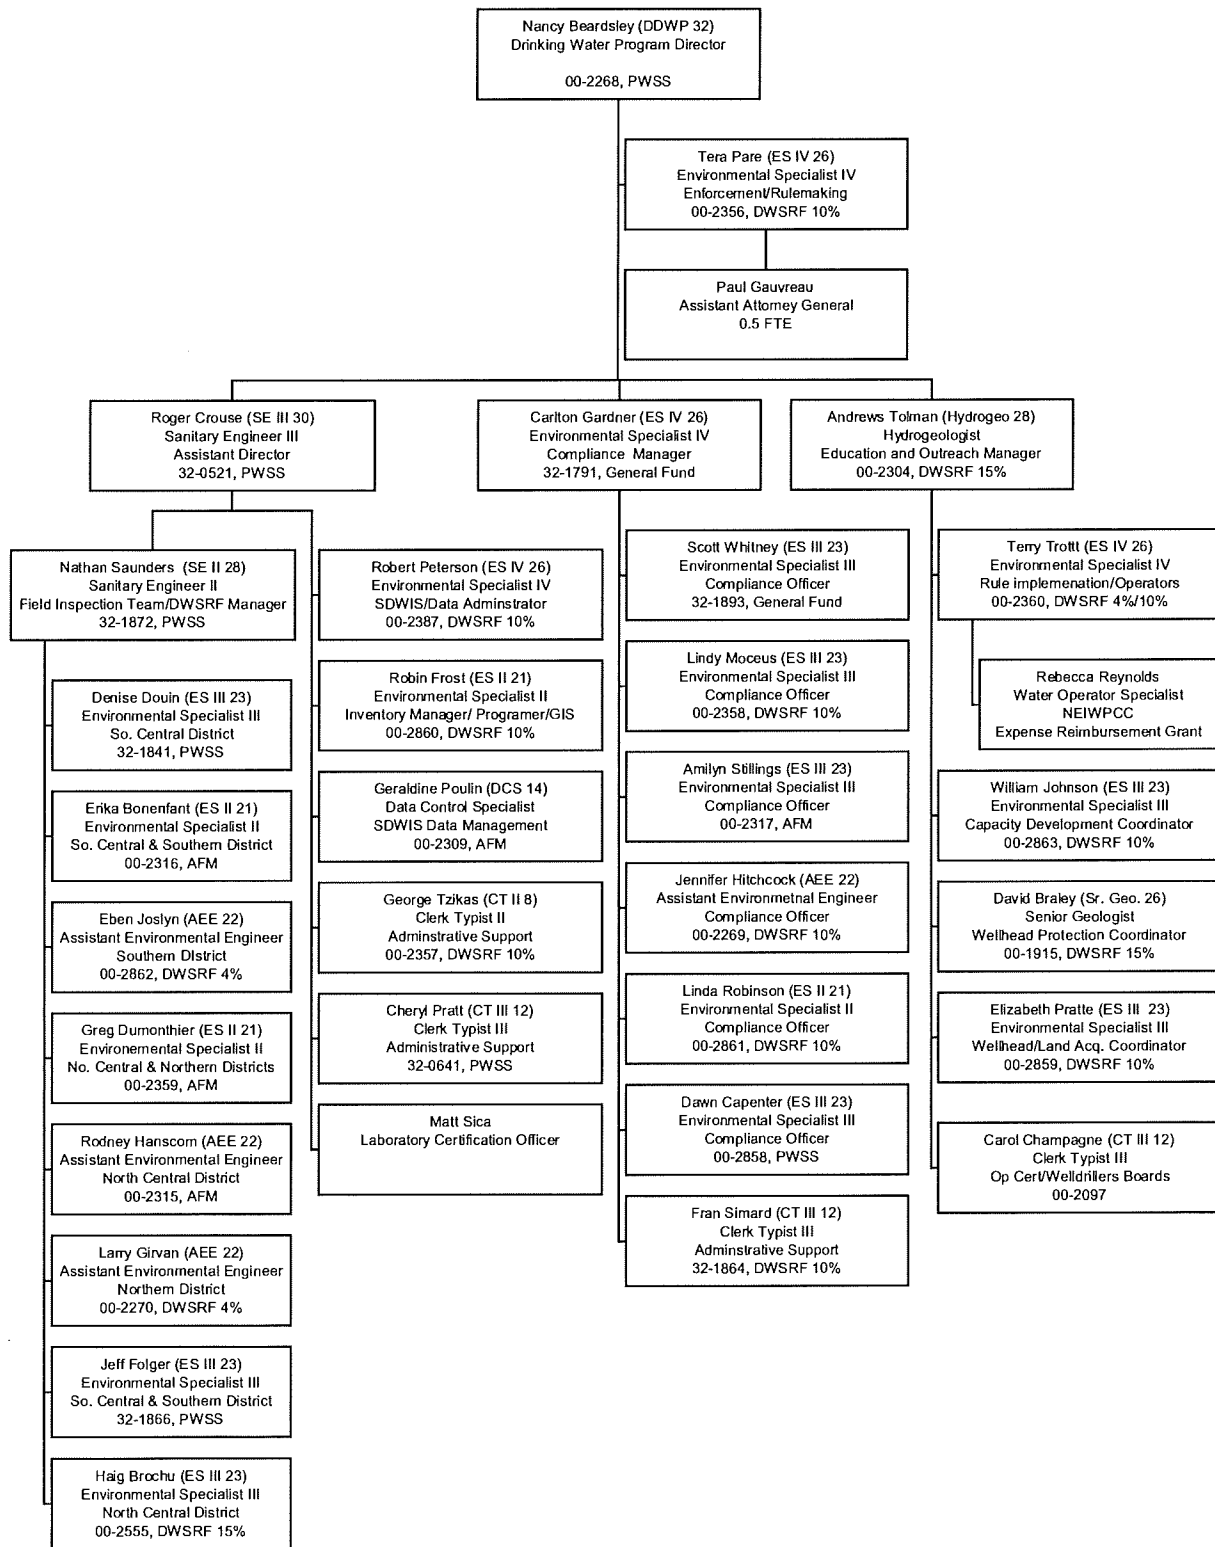 Nancy Beardsley (DDWP 32)
Drinking Water Program Director
00-2268, PWSS
Tera Pare (ES IV 26)
Environmental Specialist IV
Enforcement/Rulemaking
00-2356, DWSRF 10%
Paul Gauvreau
Assistant Attorney General
0.5 FTE
Roger Crouse (SE III 30)
Sanitary Engineer III
Assistant Director
32-0521, PWSS
Nathan Saunders (SE II 28)
Sanitary Engineer II
Field Inspection Team/DWSRF Manager
32-1872, PWSS
Denise Douin (ES III 23)
Environmental Specialist III
So. Central District
32-1841, PWSS
Erika Bonenfant (ES II 21)
Environmental Specialist II
So. Central & Southern District
00-2316, AFM
Eben Joslyn (AEE 22)
Assistant Environmental Engineer
Southern District
00-2862, DWSRF 4%
Greg Dumonthier (ES II 21)
Environemental Specialist II
No. Central & Northern Districts
00-2359, AFM
Rodney Hanscom (AEE 22)
Assistant Environmental Engineer
North Central District
00-2315, AFM
Larry Girvan (AEE 22)
Assistant Environmental Engineer
Northern District
00-2270, DWSRF 4%
Jeff Folger (ES III 23)
Environmental Specialist III
So. Central & Southern District
32-1866, PWSS
Haig Brochu (ES III 23)
Environmental Specialist III
North Central District
00-2555, DWSRF 15%
Robert Peterson (ES IV 26)
Environmental Specialist IV
SDWIS/Data Adminstrator
00-2387, DWSRF 10%
Robin Frost (ES II 21)
Environmental Specialist II
Inventory Manager/ Programer/GIS
00-2860, DWSRF 10%
Geraldine Poulin (DCS 14)
Data Control Specialist
SDWIS Data Management
00-2309, AFM
George Tzikas (CT II 8)
Clerk Typist II
Adminstrative Support
00-2357, DWSRF 10%
Cheryl Pratt (CT III 12)
Clerk Typist III
Administrative Support
32-0641, PWSS
Matt Sica
Laboratory Certification Officer
Carlton Gardner (ES IV 26)
Environmental Specialist IV
Compliance Manager
32-1791, General Fund
Scott Whitney (ES III 23)
Environmental Specialist III
Compliance Officer
32-1893, General Fund
Lindy Moceus (ES III 23)
Environmental Specialist III
Compliance Officer
00-2358, DWSRF 10%
Amilyn Stillings (ES III 23)
Environmental Specialist III
Compliance Officer
00-2317, AFM
Jennifer Hitchcock (AEE 22)
Assistant Environmetnal Engineer
Compliance Officer
00-2269, DWSRF 10%
Linda Robinson (ES II 21)
Environmental Specialist II
Compliance Officer
00-2861, DWSRF 10%
Dawn Capenter (ES III 23)
Environmental Specialist III
Compliance Officer
00-2858, PWSS
Fran Simard (CT III 12)
Clerk Typist III
Adminstrative Support
32-1864, DWSRF 10%
Andrews Tolman (Hydrogeo 28)
Hydrogeologist
Education and Outreach Manager
00-2304, DWSRF 15%
Terry Trottt (ES IV 26)
Environmental Specialist IV
Rule implemenation/Operators
00-2360, DWSRF 4%/10%
Rebecca Reynolds
Water Operator Specialist
NEIWPCC
Expense Reimbursement Grant
William Johnson (ES III 23)
Environmental Specialist III
Capacity Development Coordinator
00-2863, DWSRF 10%
David Braley (Sr. Geo. 26)
Senior Geologist
Wellhead Protection Coordinator
00-1915, DWSRF 15%
Elizabeth Pratte (ES III 23)
Environmental Specialist III
Wellhead/Land Acq. Coordinator
00-2859, DWSRF 10%
Carol Champagne (CT III 12)
Clerk Typist III
Op Cert/Welldrillers Boards
00-2097